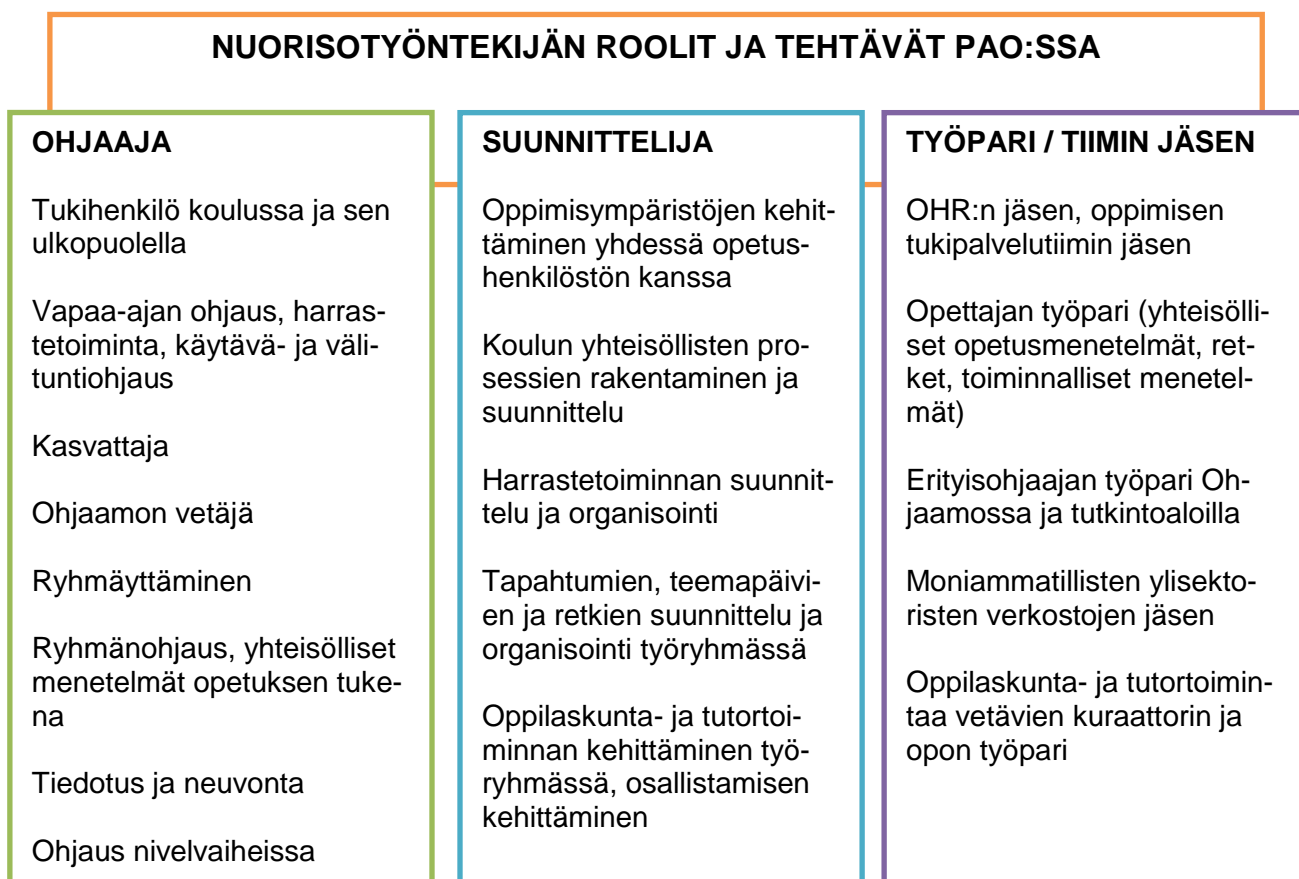 NUORISOTYÖNTEKIJÄN ROOLIT JA TEHTÄVÄT PAO:SSA
OHJAAJA
Tukihenkilö koulussa ja sen
ulkopuolella
Vapaa-ajan ohjaus, harras-
tetoiminta, käytävä- ja väli-
tuntiohjaus
Kasvattaja
Ohjaamon vetäjä
Ryhmäyttäminen
Ryhmänohjaus, yhteisölliset
menetelmät opetuksen tuke-
na
Tiedotus ja neuvonta
Ohjaus nivelvaiheissa
SUUNNITTELIJA
Oppimisympäristöjen kehit-
täminen yhdessä opetus-
henkilöstön kanssa
Koulun yhteisöllisten pro-
sessien rakentaminen ja
suunnittelu
Harrastetoiminnan suunnit-
telu ja organisointi
Tapahtumien, teemapäivi-
en ja retkien suunnittelu ja
organisointi työryhmässä
Oppilaskunta- ja tutortoi-
minnan kehittäminen työ-
ryhmässä, osallistamisen
kehittäminen
TYÖPARI / TIIMIN JÄSEN
OHR:n jäsen, oppimisen
tukipalvelutiimin jäsen
Opettajan työpari (yhteisölli-
set opetusmenetelmät, ret-
ket, toiminnalliset menetel-
mät)
Erityisohjaajan työpari Oh-
jaamossa ja tutkintoaloilla
Moniammatillisten ylisekto-
risten verkostojen jäsen
Oppilaskunta- ja tutortoimin-
taa vetävien kuraattorin ja
opon työpari